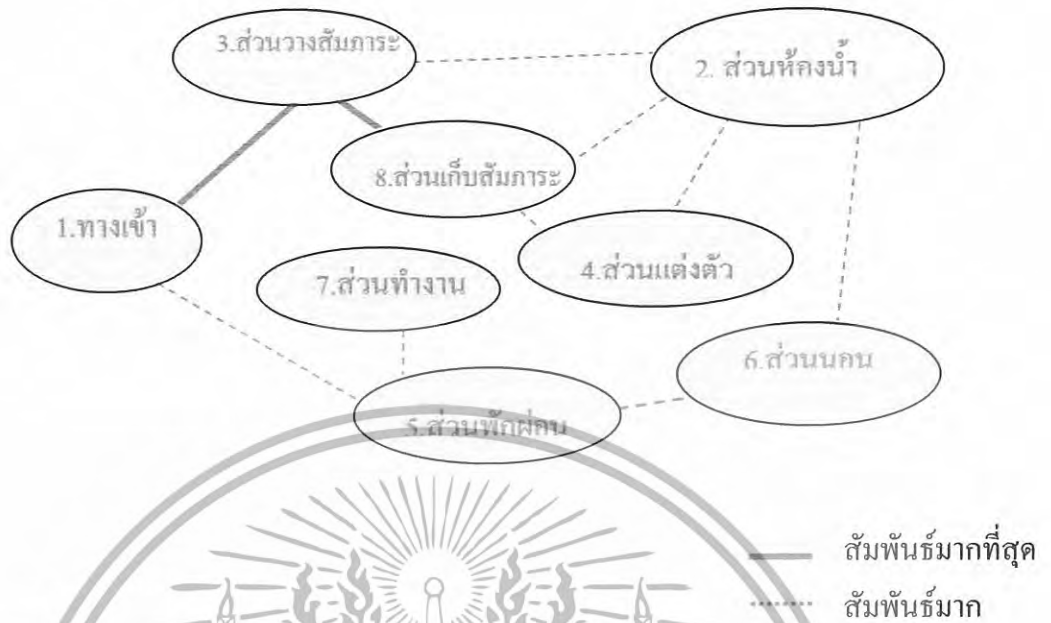 3.ส่วนวางสัมภาระ
2. ส่วนห้องน้ำ
8.ส่วนเก็บสัมภาระ
1.ทางเข้า
4.ส่วนแต่งตัว
7.ส่วนทำงาน
6.ส่วนนอน
5.ส่วนพักผ่อน
สัมพันธ์มากที่สุด
สัมพันธ์มาก